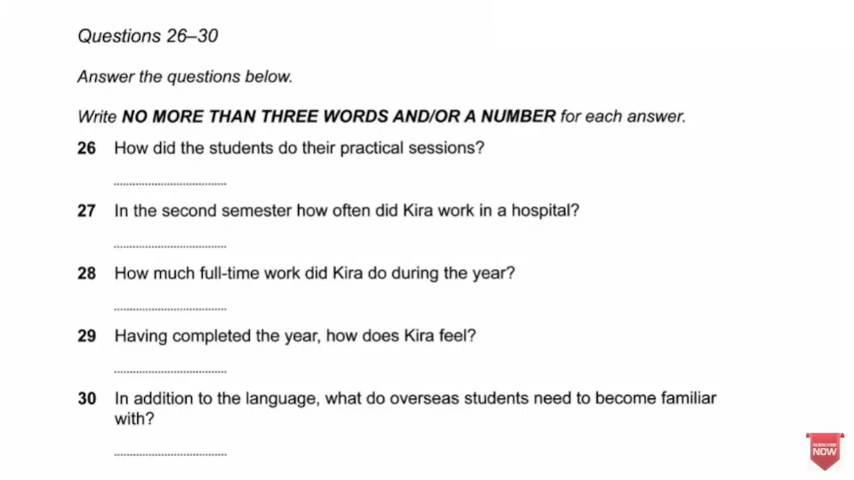 Questions 26–30
Answer the questions below.
Write NO MORE THAN THREE WORDS AND/OR A NUMBER for each answer.
26 How did the students do their practical sessions?
....................................
27 In the second semester how often did Kira work in a hospital?
....................................
28 How much full-time work did Kira do during the year?
....................................
29 Having completed the year, how does Kira feel?
....................................
30 In addition to the language, what do overseas students need to become familiar
with?
....................................
SUBSCRIBE
NOW